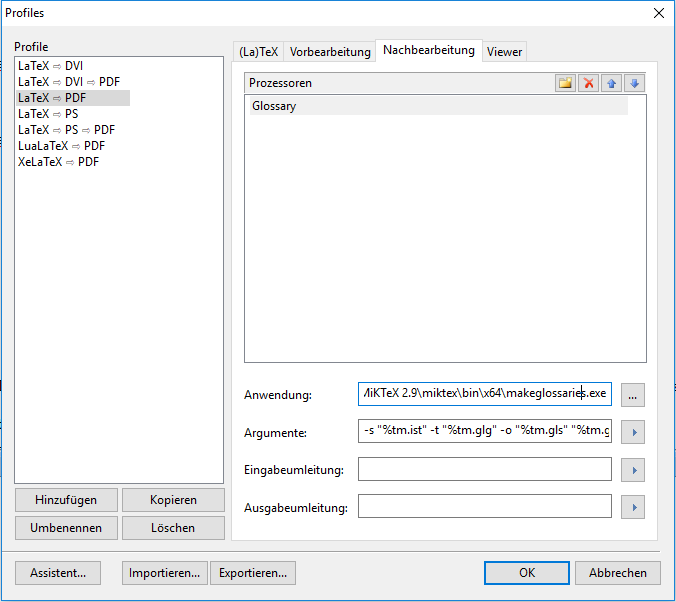 Profiles
Profile
LaTeX ⇨ DVI
LaTeX ⇨ DVI ⇨ PDF
LaTeX ⇨ PDF
LaTeX ⇨ PS
LaTeX ⇨ PS ⇨ PDF
LuaLaTeX ⇨ PDF
XeLaTeX ⇨ PDF
Hinzufügen
Kopieren
Umbenennen
Löschen
(La)TeX
Vorbearbeitung
Nachbearbeitung
Viewer
Prozessoren
Glossary
Anwendung:
MiKTeX 2.9\miktex\bin\x64\makeglossaries.exe
...
Argumente:
-s "%tm.ist" -t "%tm.glg" -o "%tm.gls" "%tm.g
Eingabeumleitung:
Ausgabeumleitung:
Assistent...
Importieren...
Exportieren...
OK
Abbrechen